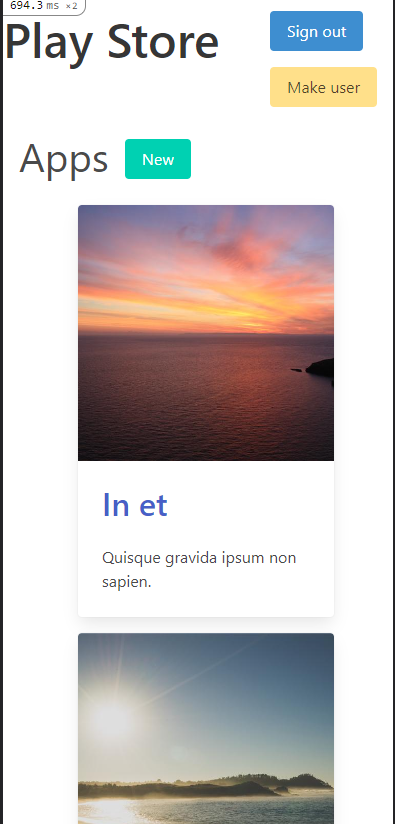 694.3 ms ×2
Play Store
Sign out
Make user
Apps
New
In et
Quisque gravida ipsum non
sapien.